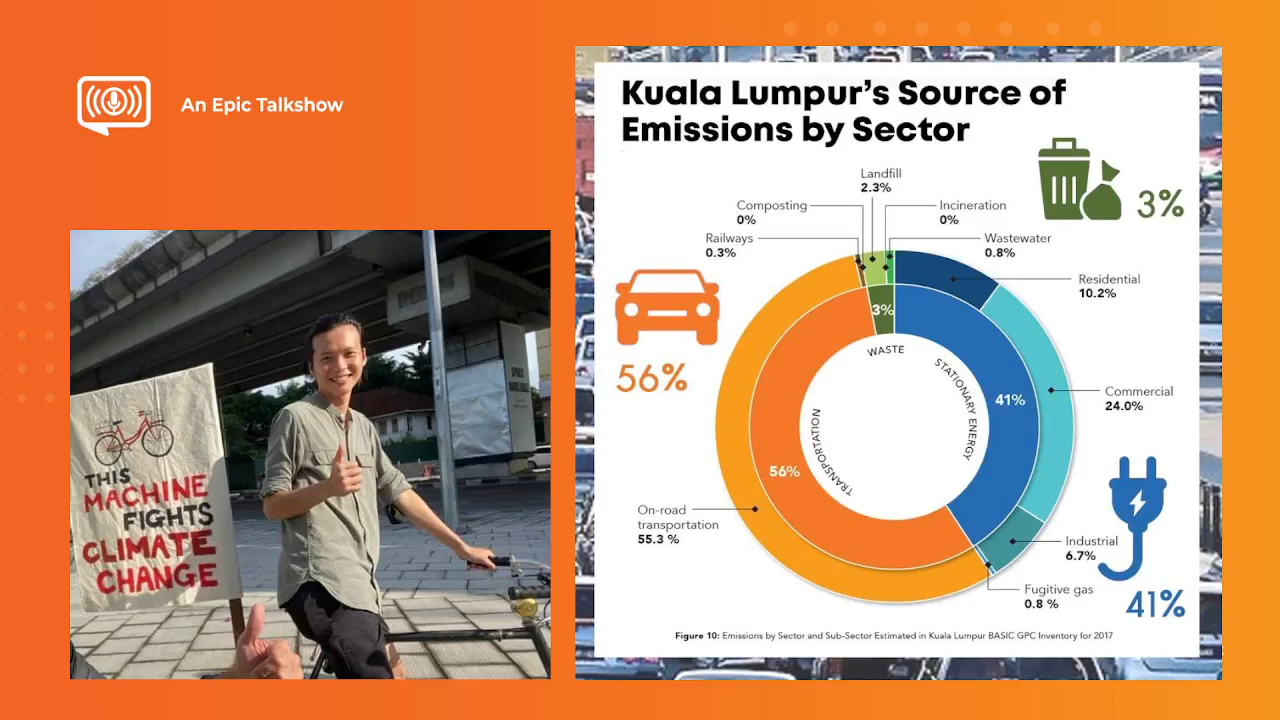 An Epic Talkshow
THIS
MACHINE
FIGHTS
CLIMATE
CHANGE
Kuala Lumpur's Source of
Emissions by Sector
3%
Landfill
2.3%
Composting
0%
Incineration
0%
Railways
0.3%
Wastewater
0.8%
Residential
10.2%
56%
3%
WASTE
STATIONARY ENERGY
41%
Commercial
24.0%
TRANSPORTATION
56%
On-road
transportation
55.3 %
Industrial
6.7%
Fugitive gas
0.8 %
41%
Figure 10: Emissions by Sector and Sub-Sector Estimated in Kuala Lumpur BASIC GPC Inventory for 2017